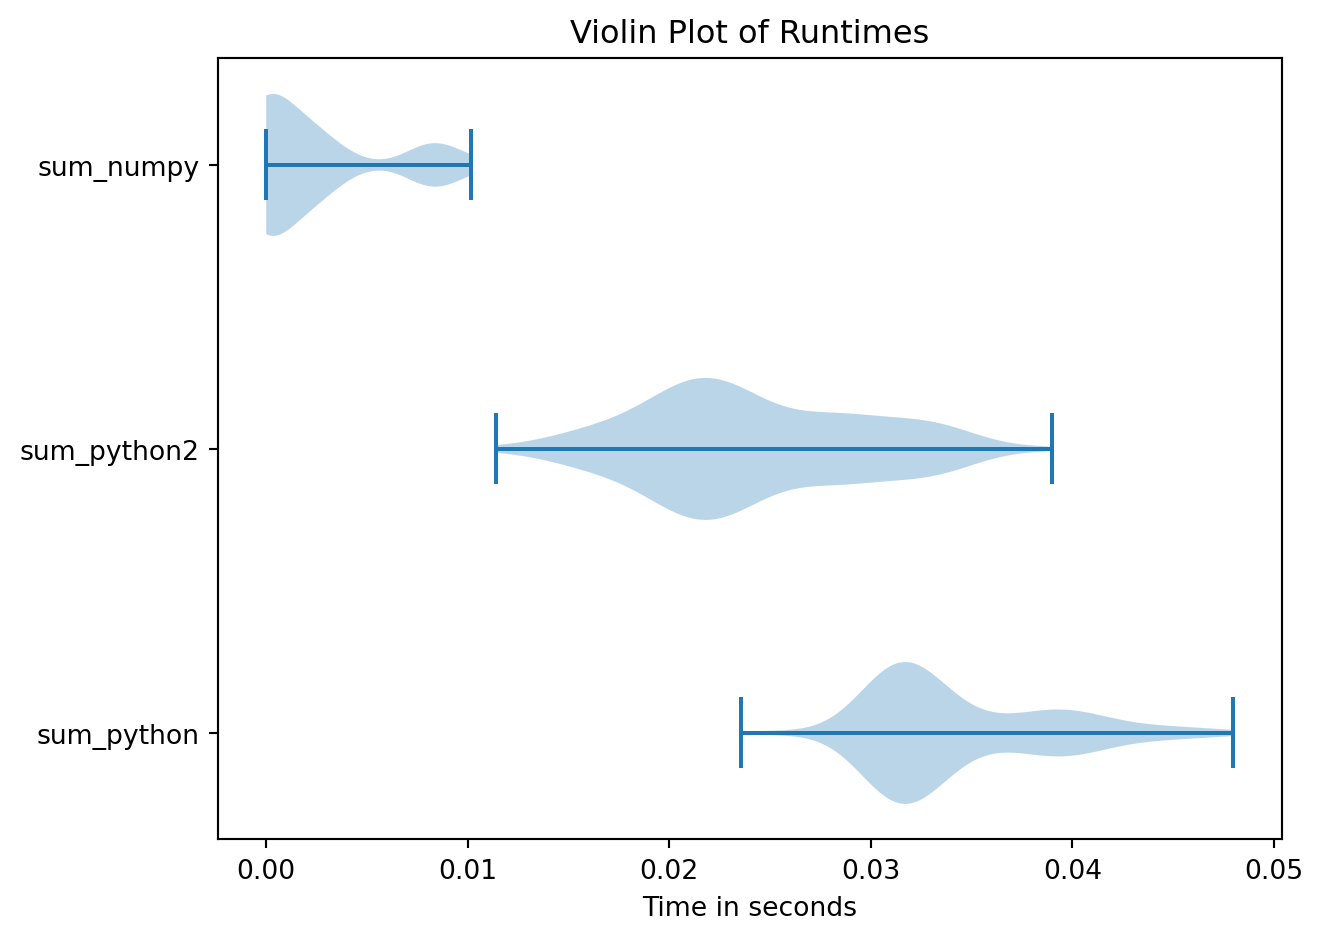 Violin Plot of Runtimes
sum_numpy
sum_python2
sum_python
0.00 0.01 0.02 0.03 0.04 0.05
Time in seconds